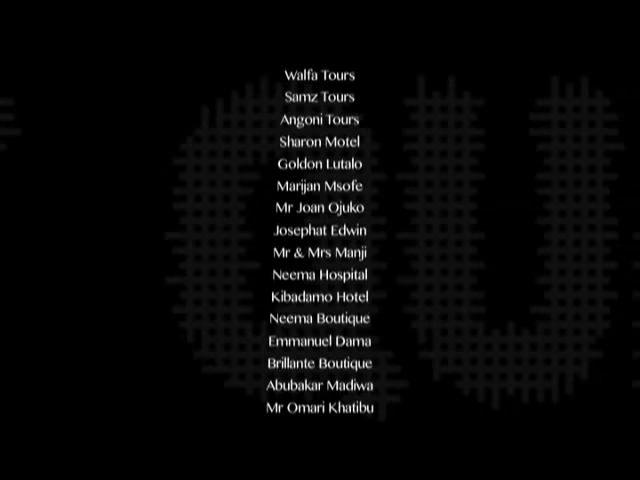 Walfa Tours
Samz Tours
Angoni Tours
Sharon Motel
Goldon Lutalo
Marijan Msofe
Mr Joan Ojuko
Josephat Edwin
Mr & Mrs Manji
Neema Hospital
Kibadamo Hotel
Neema Boutique
Emmanuel Dama
Brillante Boutique
Abubakar Madiwa
Mr Omari Khatibu